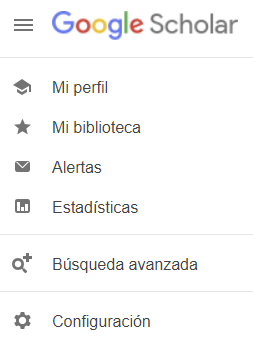 Google Scholar
Mi perfil
Mi biblioteca
Alertas
Estadísticas
Búsqueda avanzada
Configuración